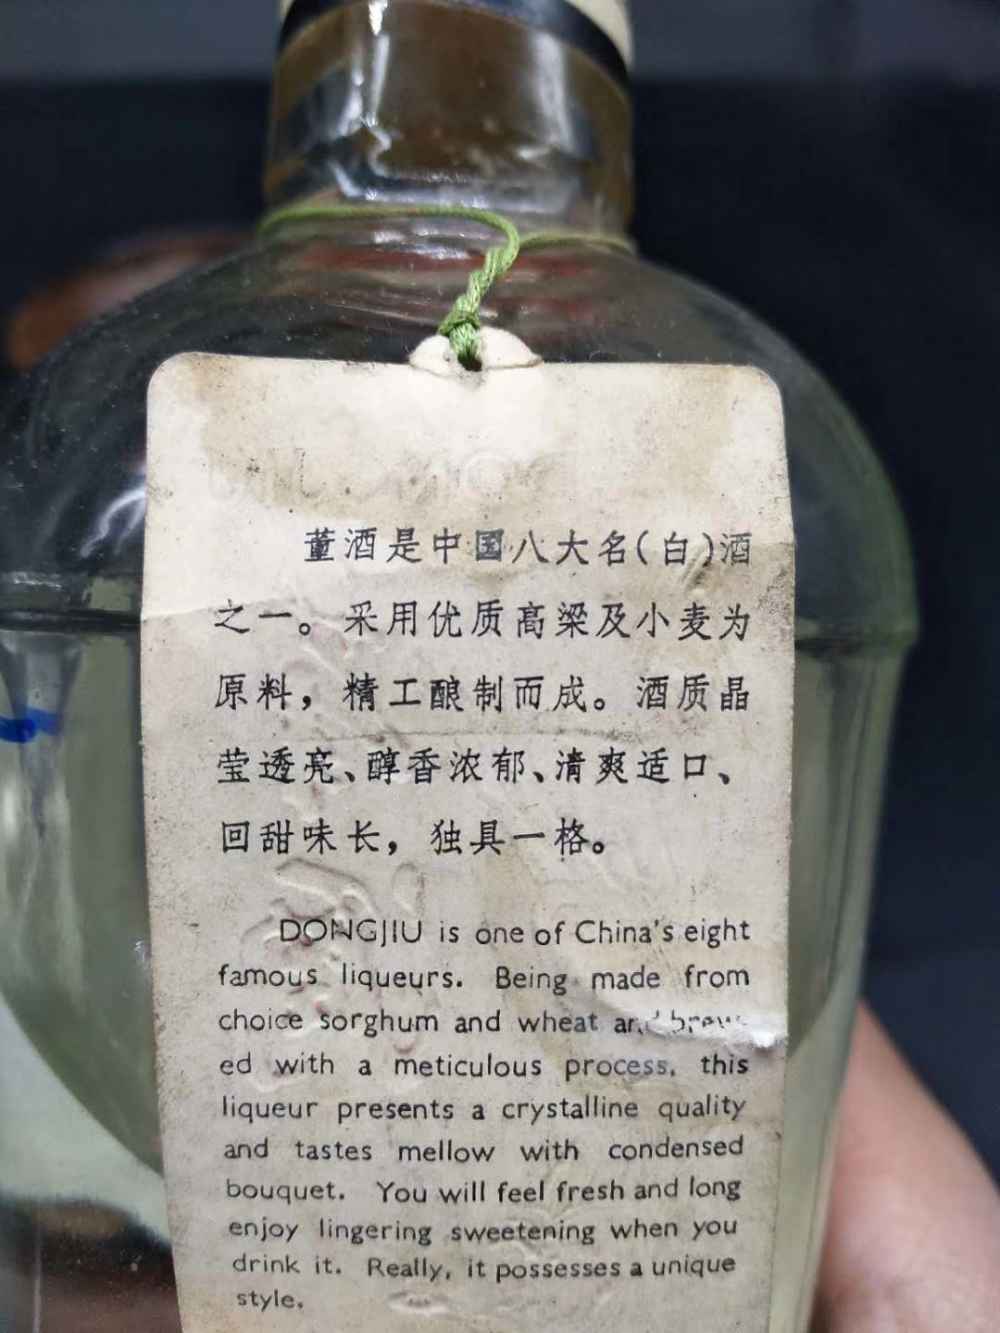 董酒是中国八大名(白)酒
之一。采用优质高粱及小麦为
原料，精工酿制而成。酒质晶
莹透亮、醇香浓郁、清爽适口、
回甜味长，独具一格。
DONGJIU is one of China's eight
famous liqueurs. Being made from
choice sorghum and wheat and brew-
ed with a meticulous process, this
liqueur presents a crystalline quality
and tastes mellow with condensed
bouquet. You will feel fresh and long
enjoy lingering sweetening when you
drink it. Really, it possesses a unique
style.